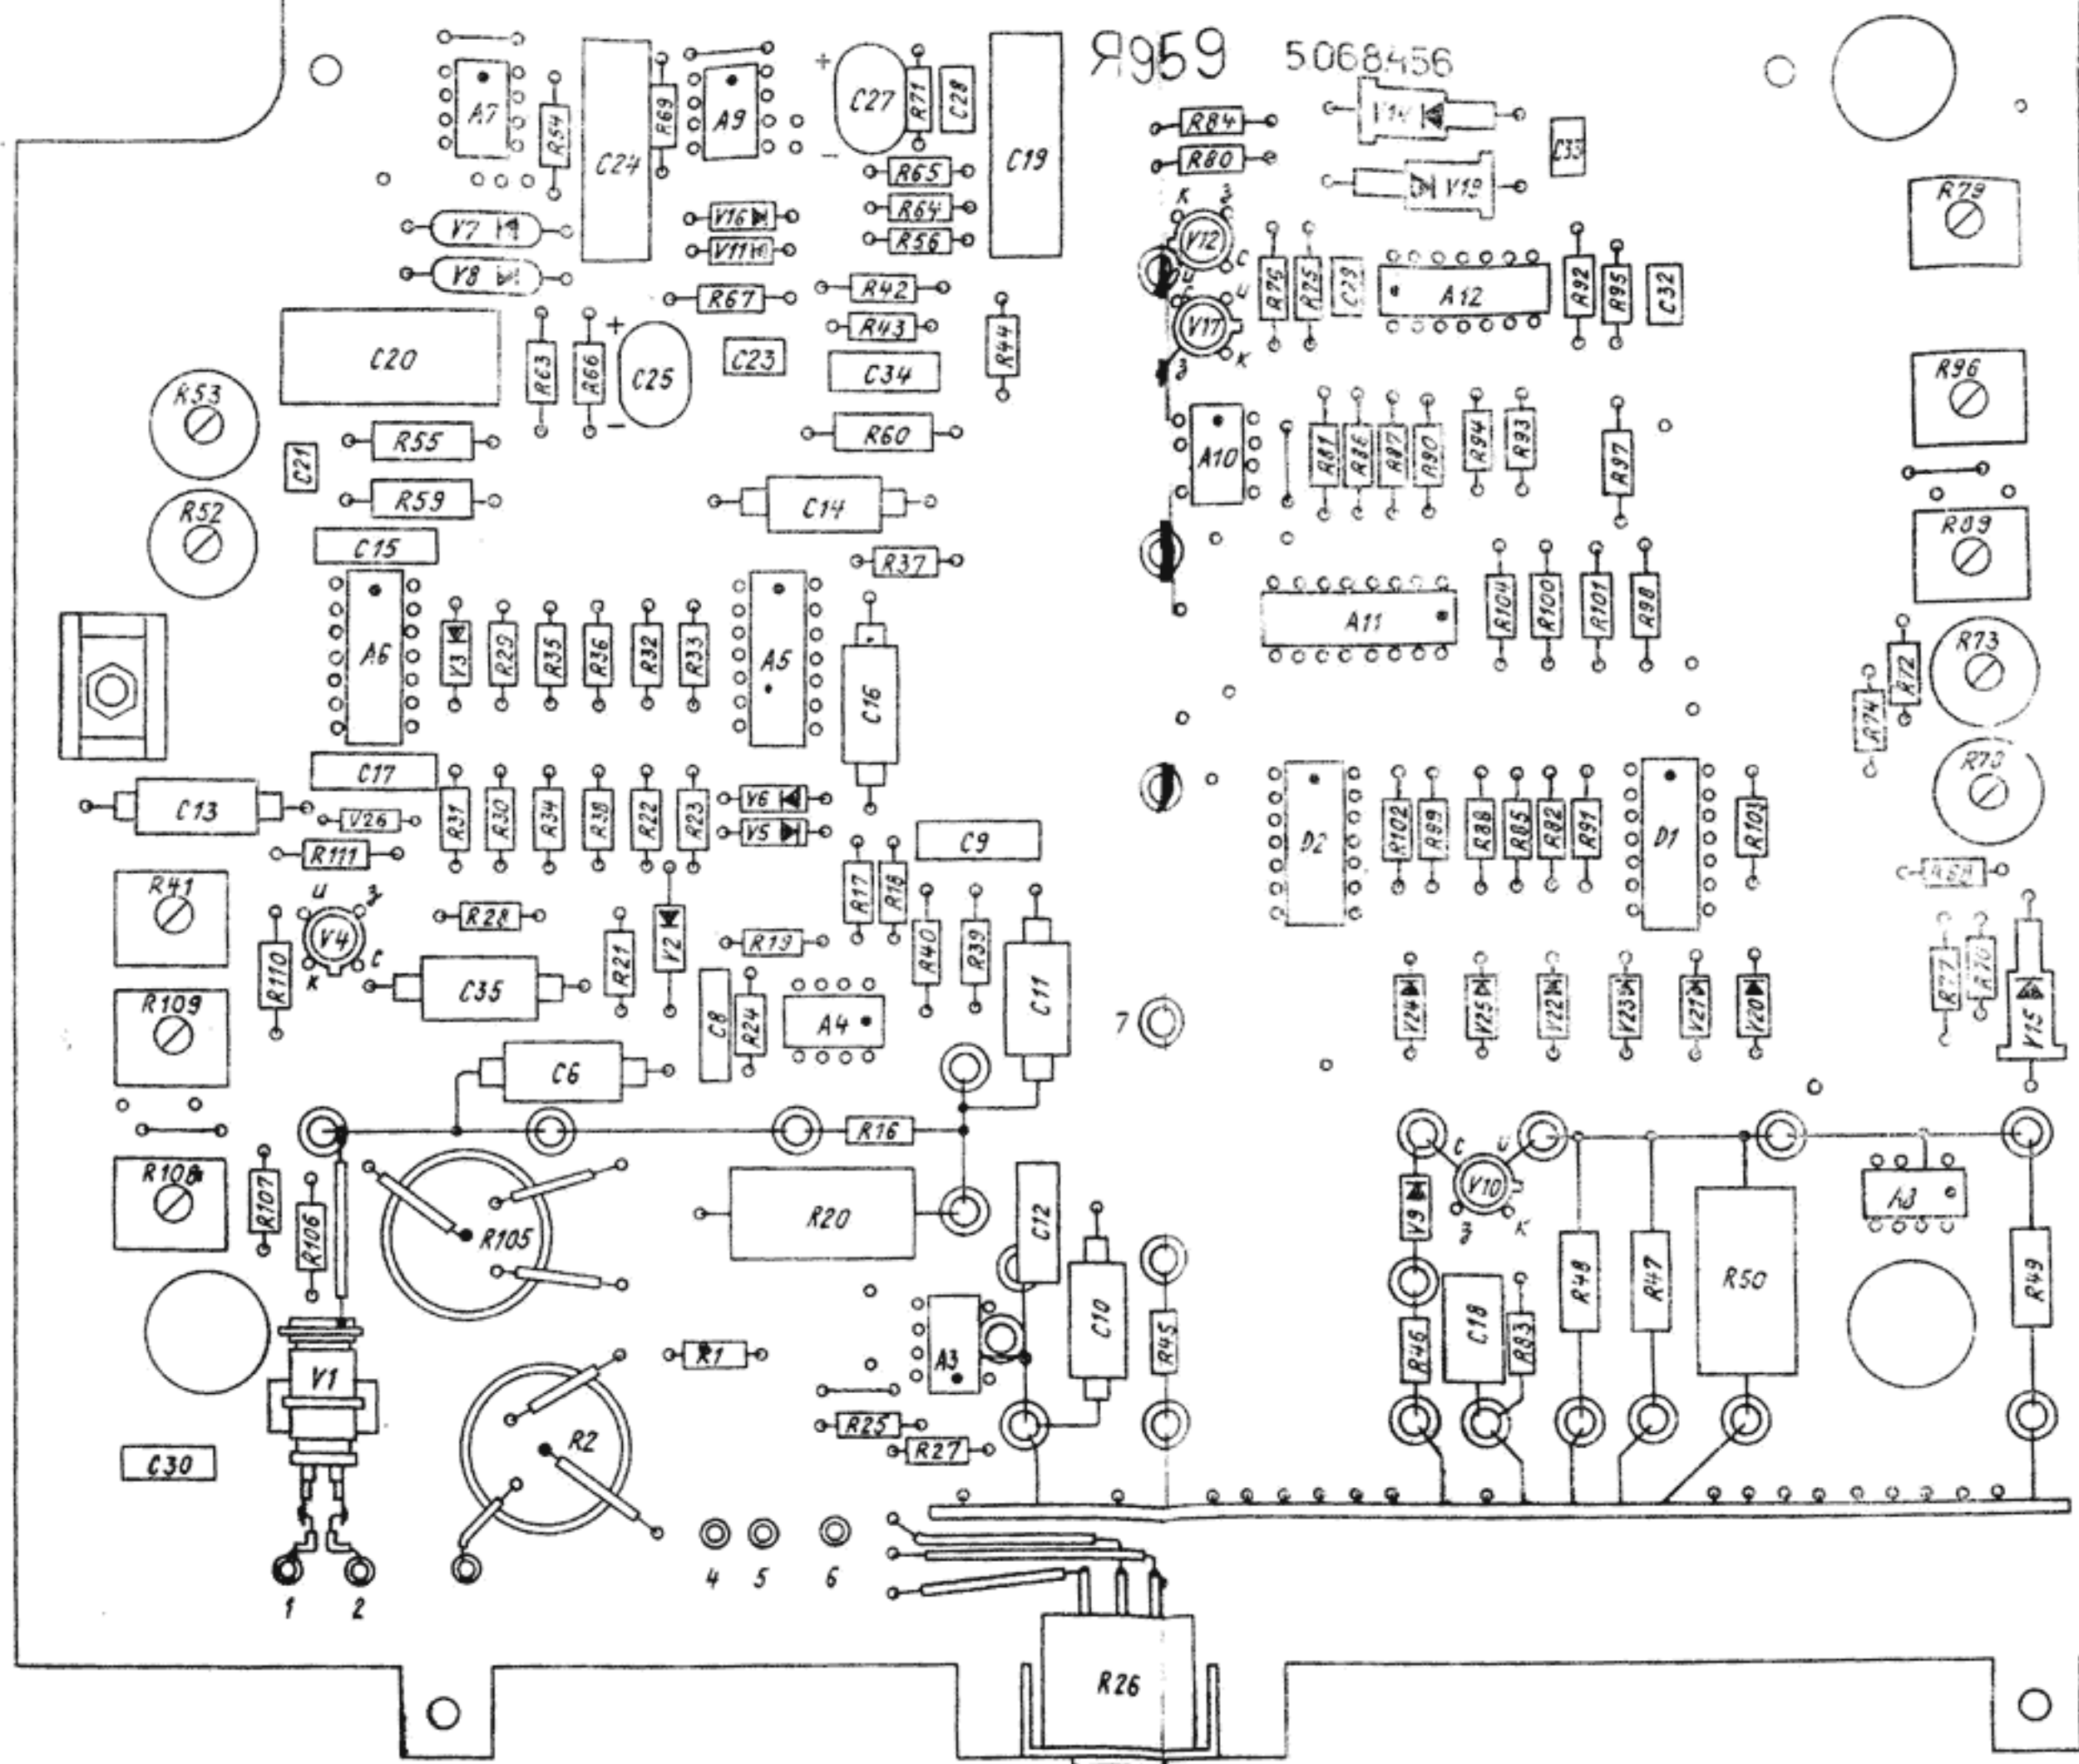 Я959 5068456
A7 R54 C24 R69 A9 + C27 - R71 C28 C19
R84
R80
C33
V19
R79
R65
R64
R56
V7
V8
V16
V11
R67
R42
R43
R44
К З V12 С И
С И V17 З К
R76 R75 C29 A12 R92 R95 C32
C20 R63 R66 + C25 - C23 C34
R53
R96
R55 R60
C21
R59 C14
R52
A10 R81 R86 R87 R90 R94 R93 R97
R89
C15 R37
A6 V3 R29 R35 R36 R32 R33 A5 C16
A11 R104 R100 R101 R98
R73
R72
R74
C17
C13 V26 R31 R30 R34 R38 R22 R23 V6
V5
C9
D2 R102 R99 R88 R85 R82 R91 D1 R103
R111
R41
И З V4 К С
R110 R28 R21 V2 R19 R17 R18 R40 R39 C11
C35 C8 R24 A4
R77 R70 V15
V24 V25 V22 V23 V21 V20
R109
7
C6
R16
R108 R107 R106 R105 R20 C12
С И V10 З К
V9
C10 R45 R46 C18 R83 R48 R47 R50 R49
V1 R1 A3
R2 R25
R27
C30
4 5 6
1 2
R26